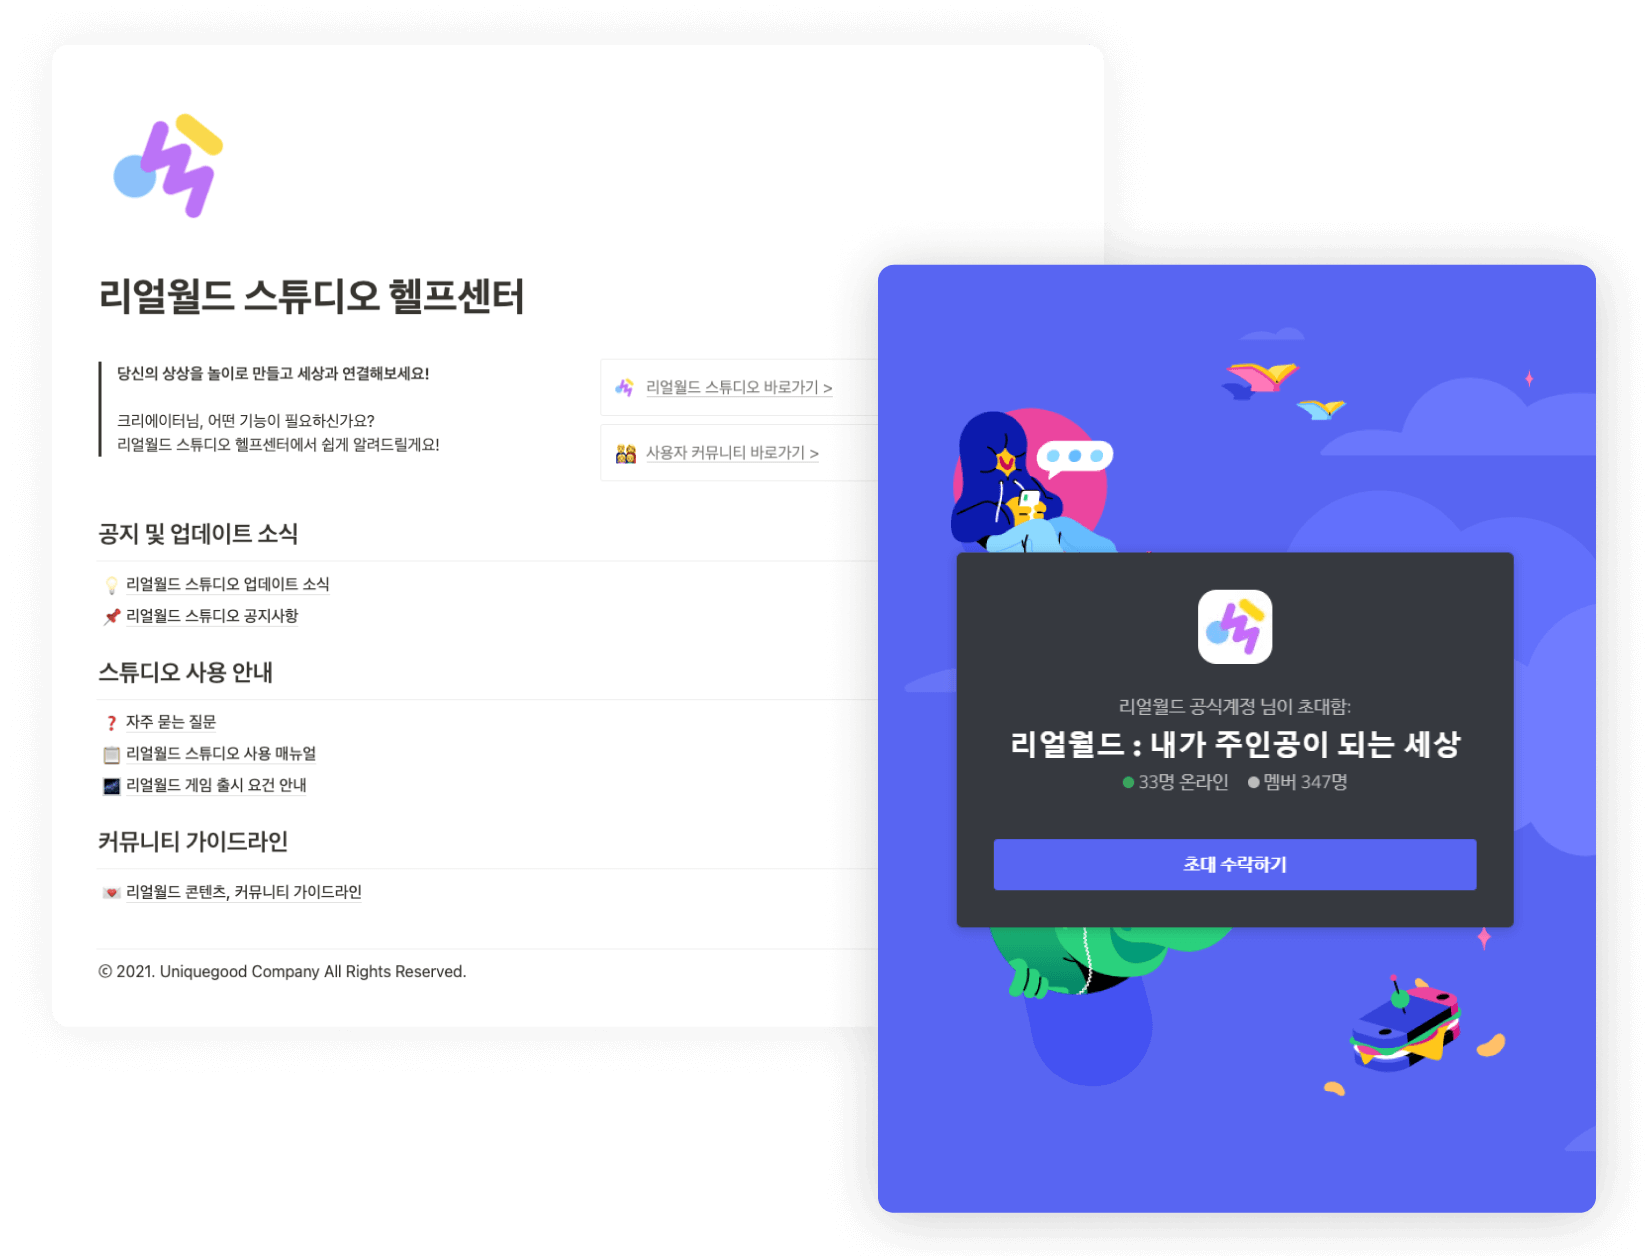 리얼월드 스튜디오 헬프센터
당신의 상상을 놀이로 만들고 세상과 연결해보세요!
크리에이터님, 어떤 기능이 필요하신가요?
리얼월드 스튜디오 헬프센터에서 쉽게 알려드릴게요!
리얼월드 스튜디오 바로가기 >
사용자 커뮤니티 바로가기 >
공지 및 업데이트 소식
리얼월드 스튜디오 업데이트 소식
리얼월드 스튜디오 공지사항
스튜디오 사용 안내
자주 묻는 질문
리얼월드 스튜디오 사용 매뉴얼
리얼월드 게임 출시 요건 안내
커뮤니티 가이드라인
리얼월드 콘텐츠, 커뮤니티 가이드라인
© 2021. Uniquegood Company All Rights Reserved.
리얼월드 공식계정 님이 초대함:
리얼월드 : 내가 주인공이 되는 세상
33명 온라인 멤버 347명
초대 수락하기